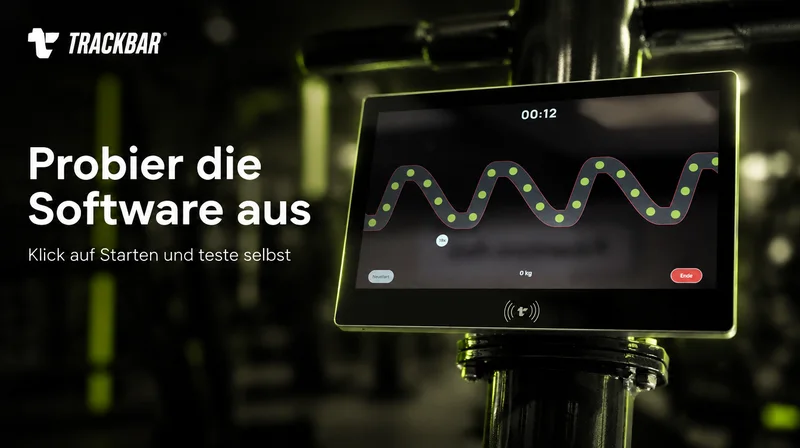 TRACKBAR®
Probier die
Software aus
Klick auf Starten und teste selbst
00:12
0 kg
Ende